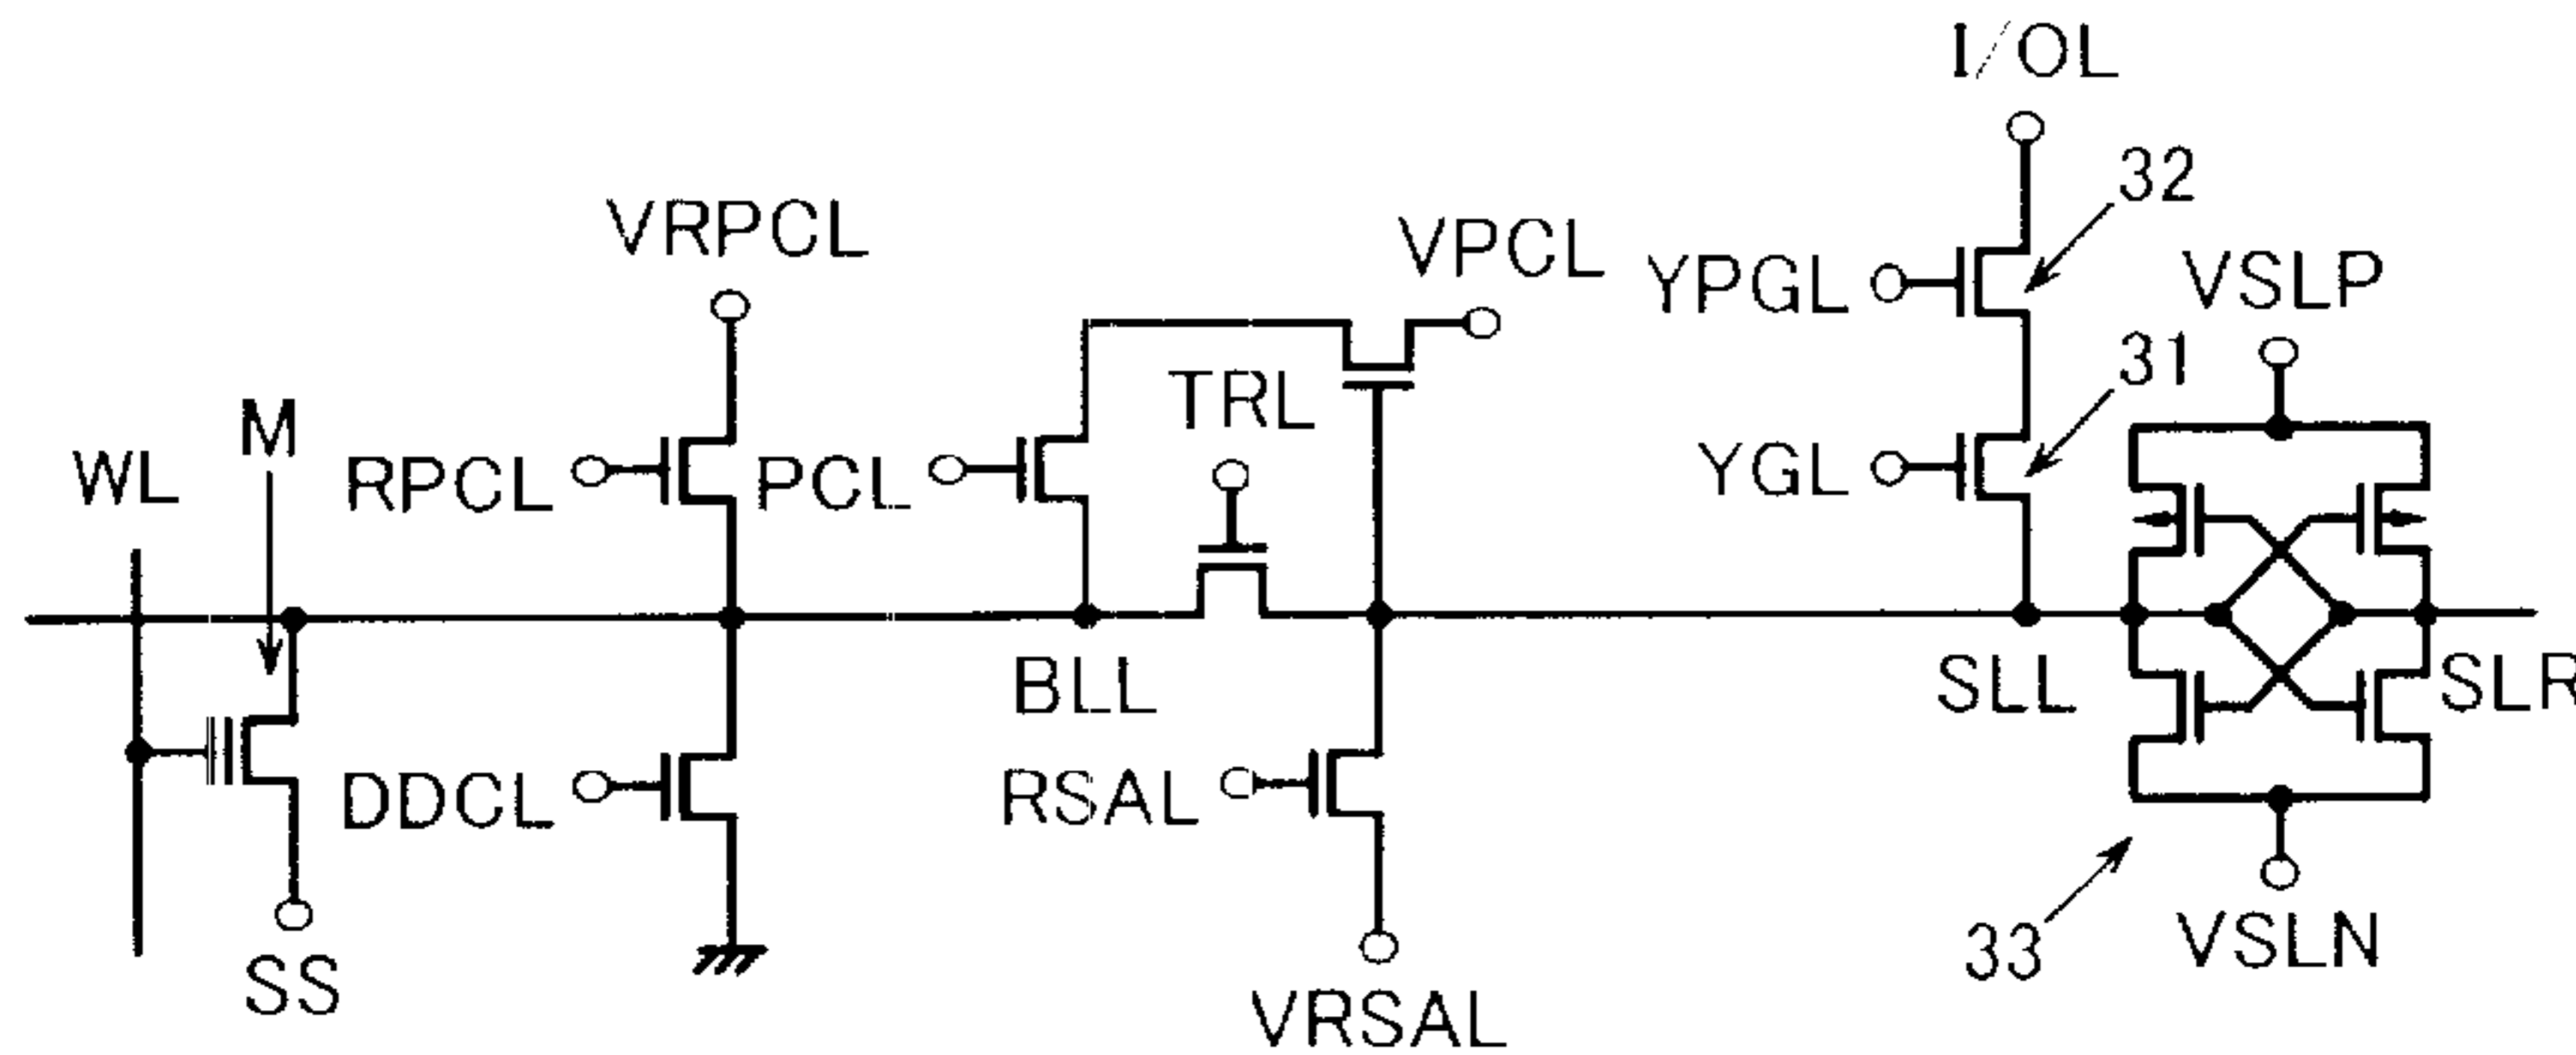 I/OL
32
VRPCL
VPCL
YPGL
VSLP
31
TRL
M
WL
RPCL
PCL
YGL
BLL
SLL
SLR
DDCL
RSAL
33
VSLN
SS
VRSAL